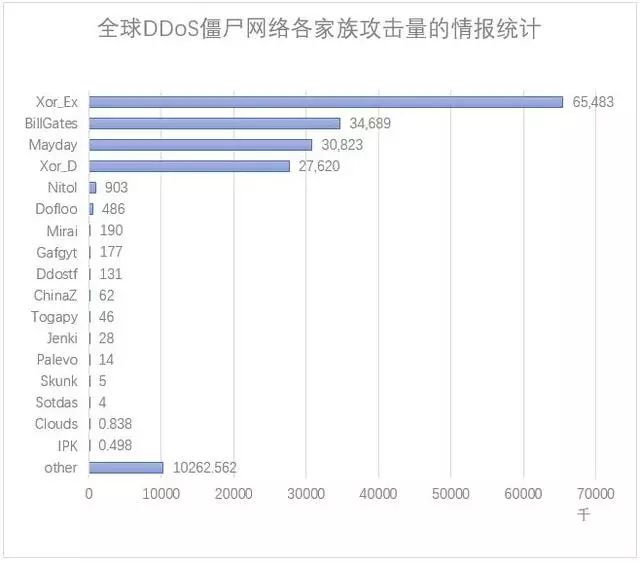 全球DDoS僵尸网络各家族攻击量的情报统计
Xor_Ex 65,483
BillGates 34,689
Mayday 30,823
Xor_D 27,620
Nitol 903
Dofloo 486
Mirai 190
Gafgyt 177
Ddostf 131
ChinaZ 62
Togapy 46
Jenki 28
Palevo 14
Skunk 5
Sotdas 4
Clouds 0.838
IPK 0.498
other 10262.562
0 10000 20000 30000 40000 50000 60000 70000
千